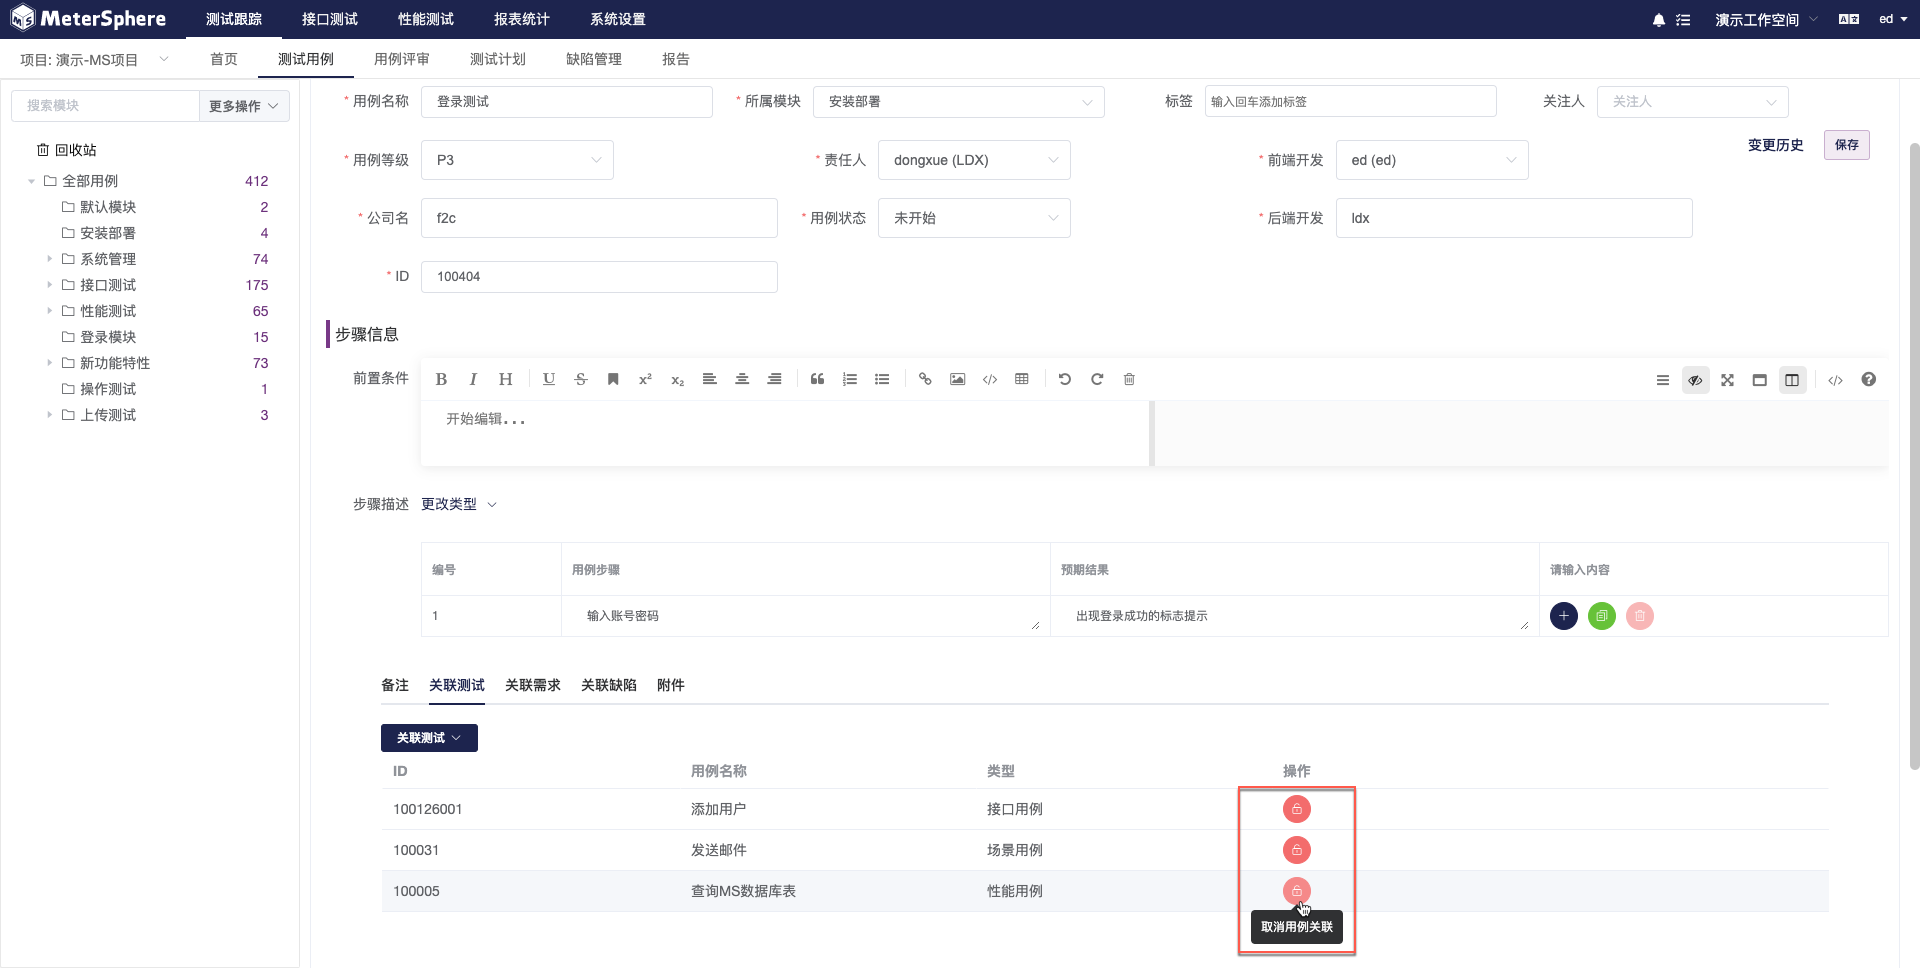 MeterSphere 测试跟踪 接口测试 性能测试 报表统计 系统设置 演示工作空间 ed
项目: 演示-MS项目 首页 测试用例 用例评审 测试计划 缺陷管理 报告
搜索模块 更多操作
回收站
全部用例 412
默认模块 2
安装部署 4
系统管理 74
接口测试 175
性能测试 65
登录模块 15
新功能特性 73
操作测试 1
上传测试 3
* 用例名称 登录测试 * 所属模块 安装部署 标签 输入回车添加标签 关注人 关注人
变更历史 保存
* 用例等级 P3 * 责任人 dongxue (LDX) * 前端开发 ed (ed)
* 公司名 f2c * 用例状态 未开始 * 后端开发 ldx
* ID 100404
步骤信息
前置条件 B I H U S x² x₂
开始编辑...
步骤描述 更改类型
编号 用例步骤 预期结果 请输入内容
1 输入账号密码 出现登录成功的标志提示
备注 关联测试 关联需求 关联缺陷 附件
关联测试
ID 用例名称 类型 操作
100126001 添加用户 接口用例
100031 发送邮件 场景用例
100005 查询MS数据库表 性能用例
取消用例关联